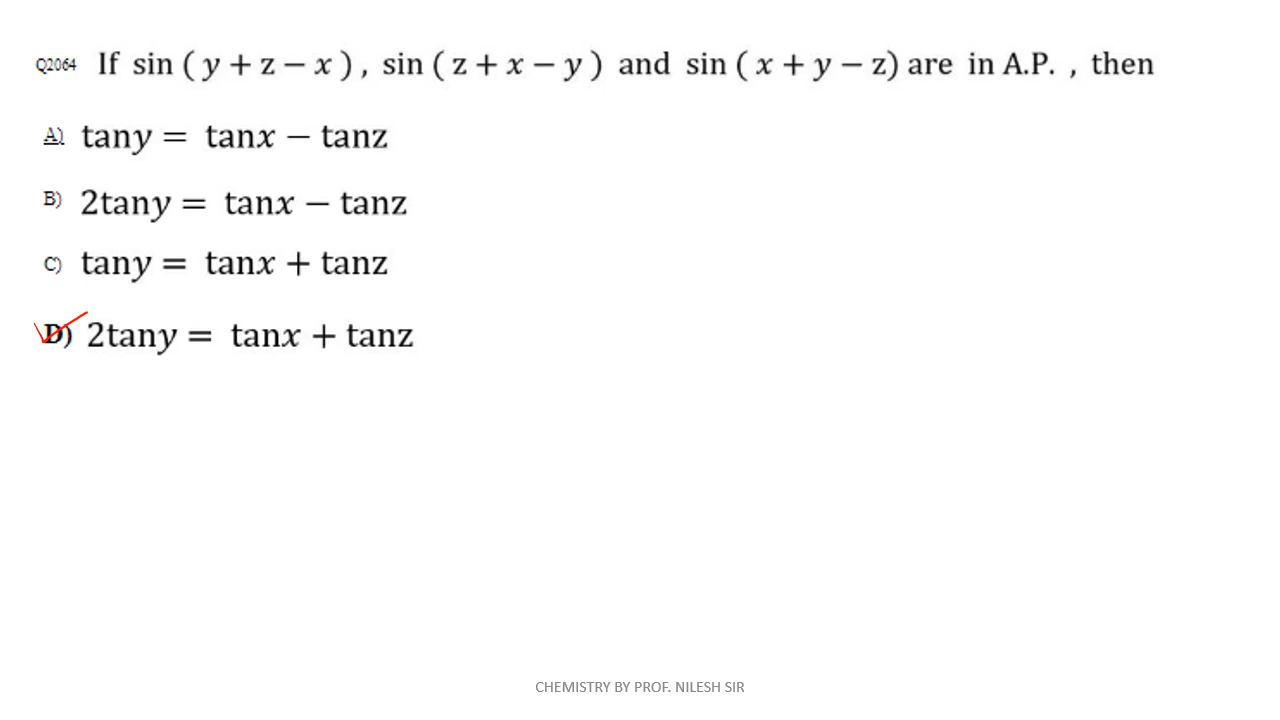 Q2064 If sin ( y + z − x ) , sin ( z + x − y ) and sin ( x + y − z) are in A.P. , then
A) tany = tanx − tanz
B) 2tany = tanx − tanz
C) tany = tanx + tanz
D) 2tany = tanx + tanz
CHEMISTRY BY PROF. NILESH SIR